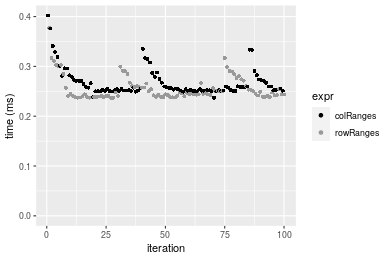 0.4
0.3
0.2
0.1
0.0
time (ms)
0 25 50 75 100
iteration
expr
colRanges
rowRanges